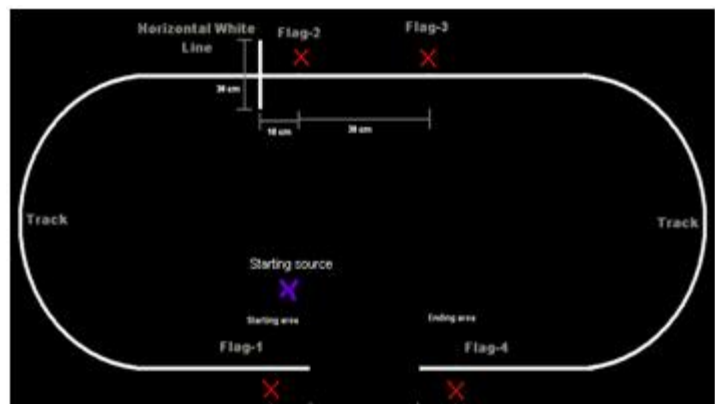 Horizontal White
Line
Flag-2
Flag-3
30 cm
10 cm
30 cm
Track
Track
Starting source
Starting area
Ending area
Flag-1
Flag-4